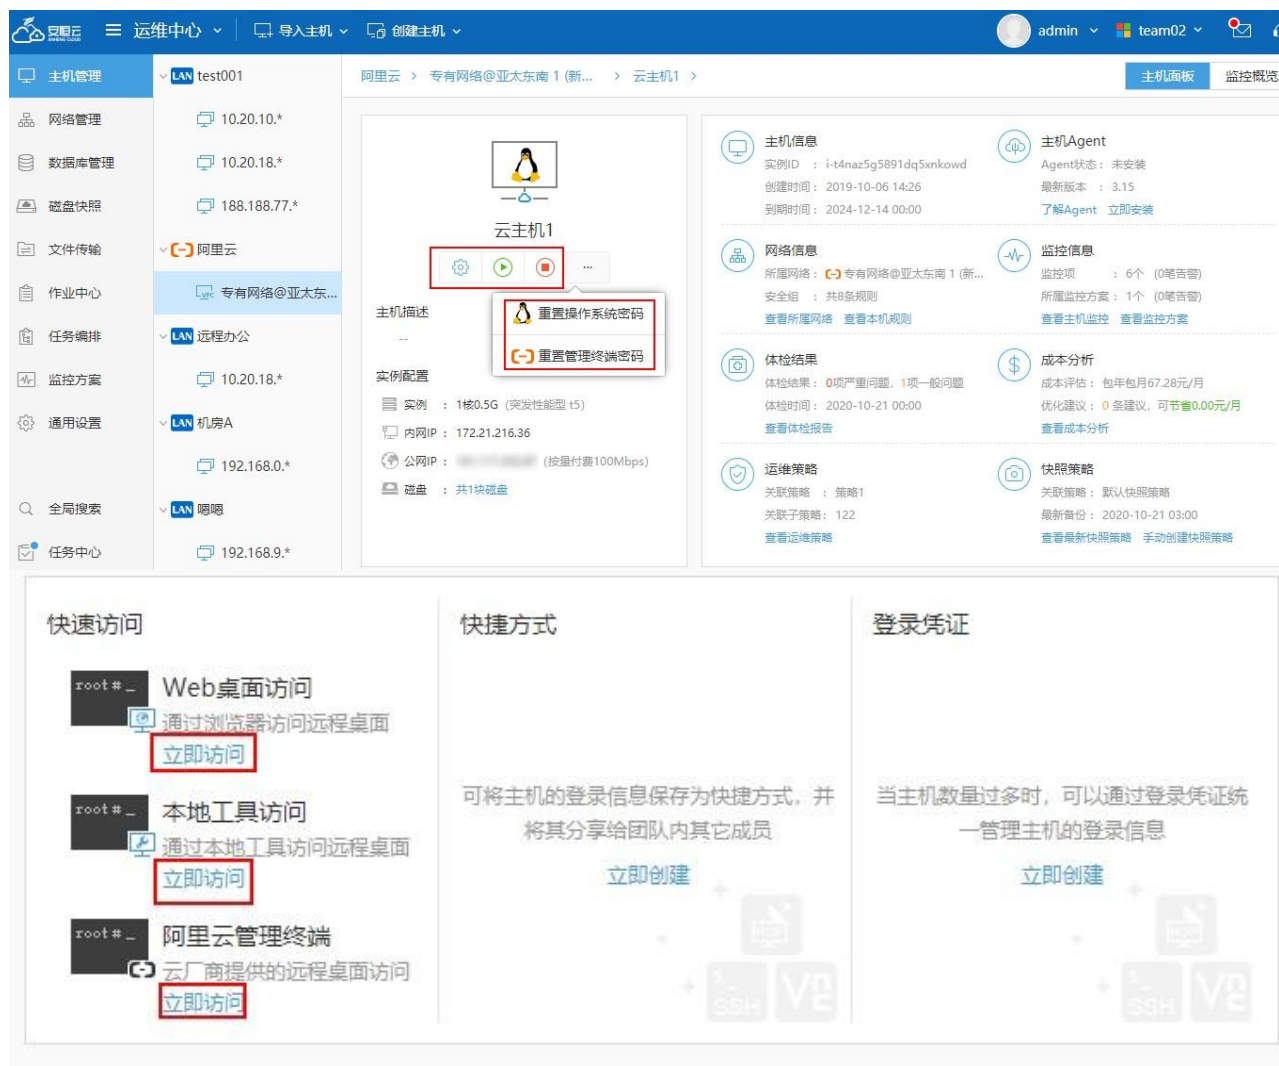 安恒云
运维中心
导入主机
创建主机
admin
team02
主机管理
网络管理
数据库管理
磁盘快照
文件传输
作业中心
任务编排
监控方案
通用设置
全局搜索
任务中心
LAN test001
10.20.10.*
10.20.18.*
188.188.77.*
阿里云
专有网络@亚太东...
LAN 远程办公
10.20.18.*
LAN 机房A
192.168.0.*
LAN 嗯嗯
192.168.9.*
阿里云 > 专有网络@亚太东南 1 (新... > 云主机1 >
主机面板
监控概览
云主机1
重置操作系统密码
重置管理终端密码
主机描述
--
实例配置
实例 : 1核0.5G (突发性能型 t5)
内网IP : 172.21.216.36
公网IP : (按量付费100Mbps)
磁盘 : 共1块磁盘
主机信息
实例ID : i-t4naz5g5891dq5xnkowd
创建时间 : 2019-10-06 14:26
到期时间 : 2024-12-14 00:00
主机Agent
Agent状态 : 未安装
最新版本 : 3.15
了解Agent 立即安装
网络信息
所属网络 : 专有网络@亚太东南 1 (新...
安全组 : 共8条规则
查看所属网络 查看本机规则
监控信息
监控项 : 6个 (0笔告警)
所属监控方案 : 1个 (0笔告警)
查看主机监控 查看监控方案
体检结果
体检结果 : 0项严重问题, 1项一般问题
体检时间 : 2020-10-21 00:00
查看体检报告
成本分析
成本评估 : 包年包月67.28元/月
优化建议 : 0 条建议, 可节省0.00元/月
查看成本分析
运维策略
关联策略 : 策略1
关联子策略 : 122
查看运维策略
快照策略
关联策略 : 默认快照策略
最新备份 : 2020-10-21 03:00
查看最新快照策略 手动创建快照策略
快速访问
root#_
Web桌面访问
通过浏览器访问远程桌面
立即访问
root#_
本地工具访问
通过本地工具访问远程桌面
立即访问
root#_
阿里云管理终端
云厂商提供的远程桌面访问
立即访问
快捷方式
可将主机的登录信息保存为快捷方式, 并
将其分享给团队内其它成员
立即创建
SSH
登录凭证
当主机数量过多时, 可以通过登录凭证统
一管理主机的登录信息
立即创建
SSH